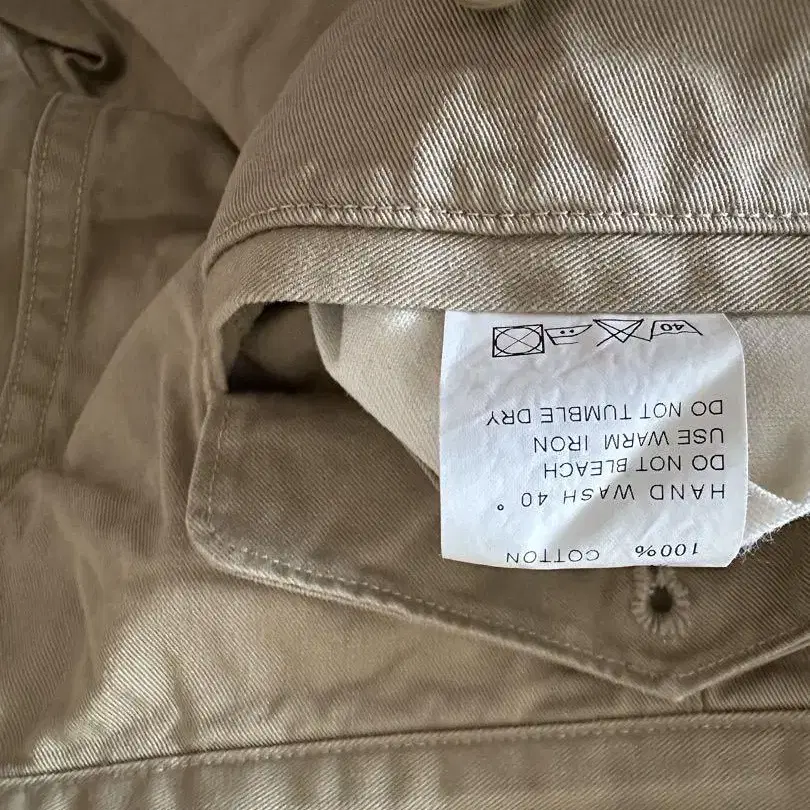 100% COTTON
HAND WASH 40°
DO NOT BLEACH
USE WARM IRON
DO NOT TUMBLE DRY
40